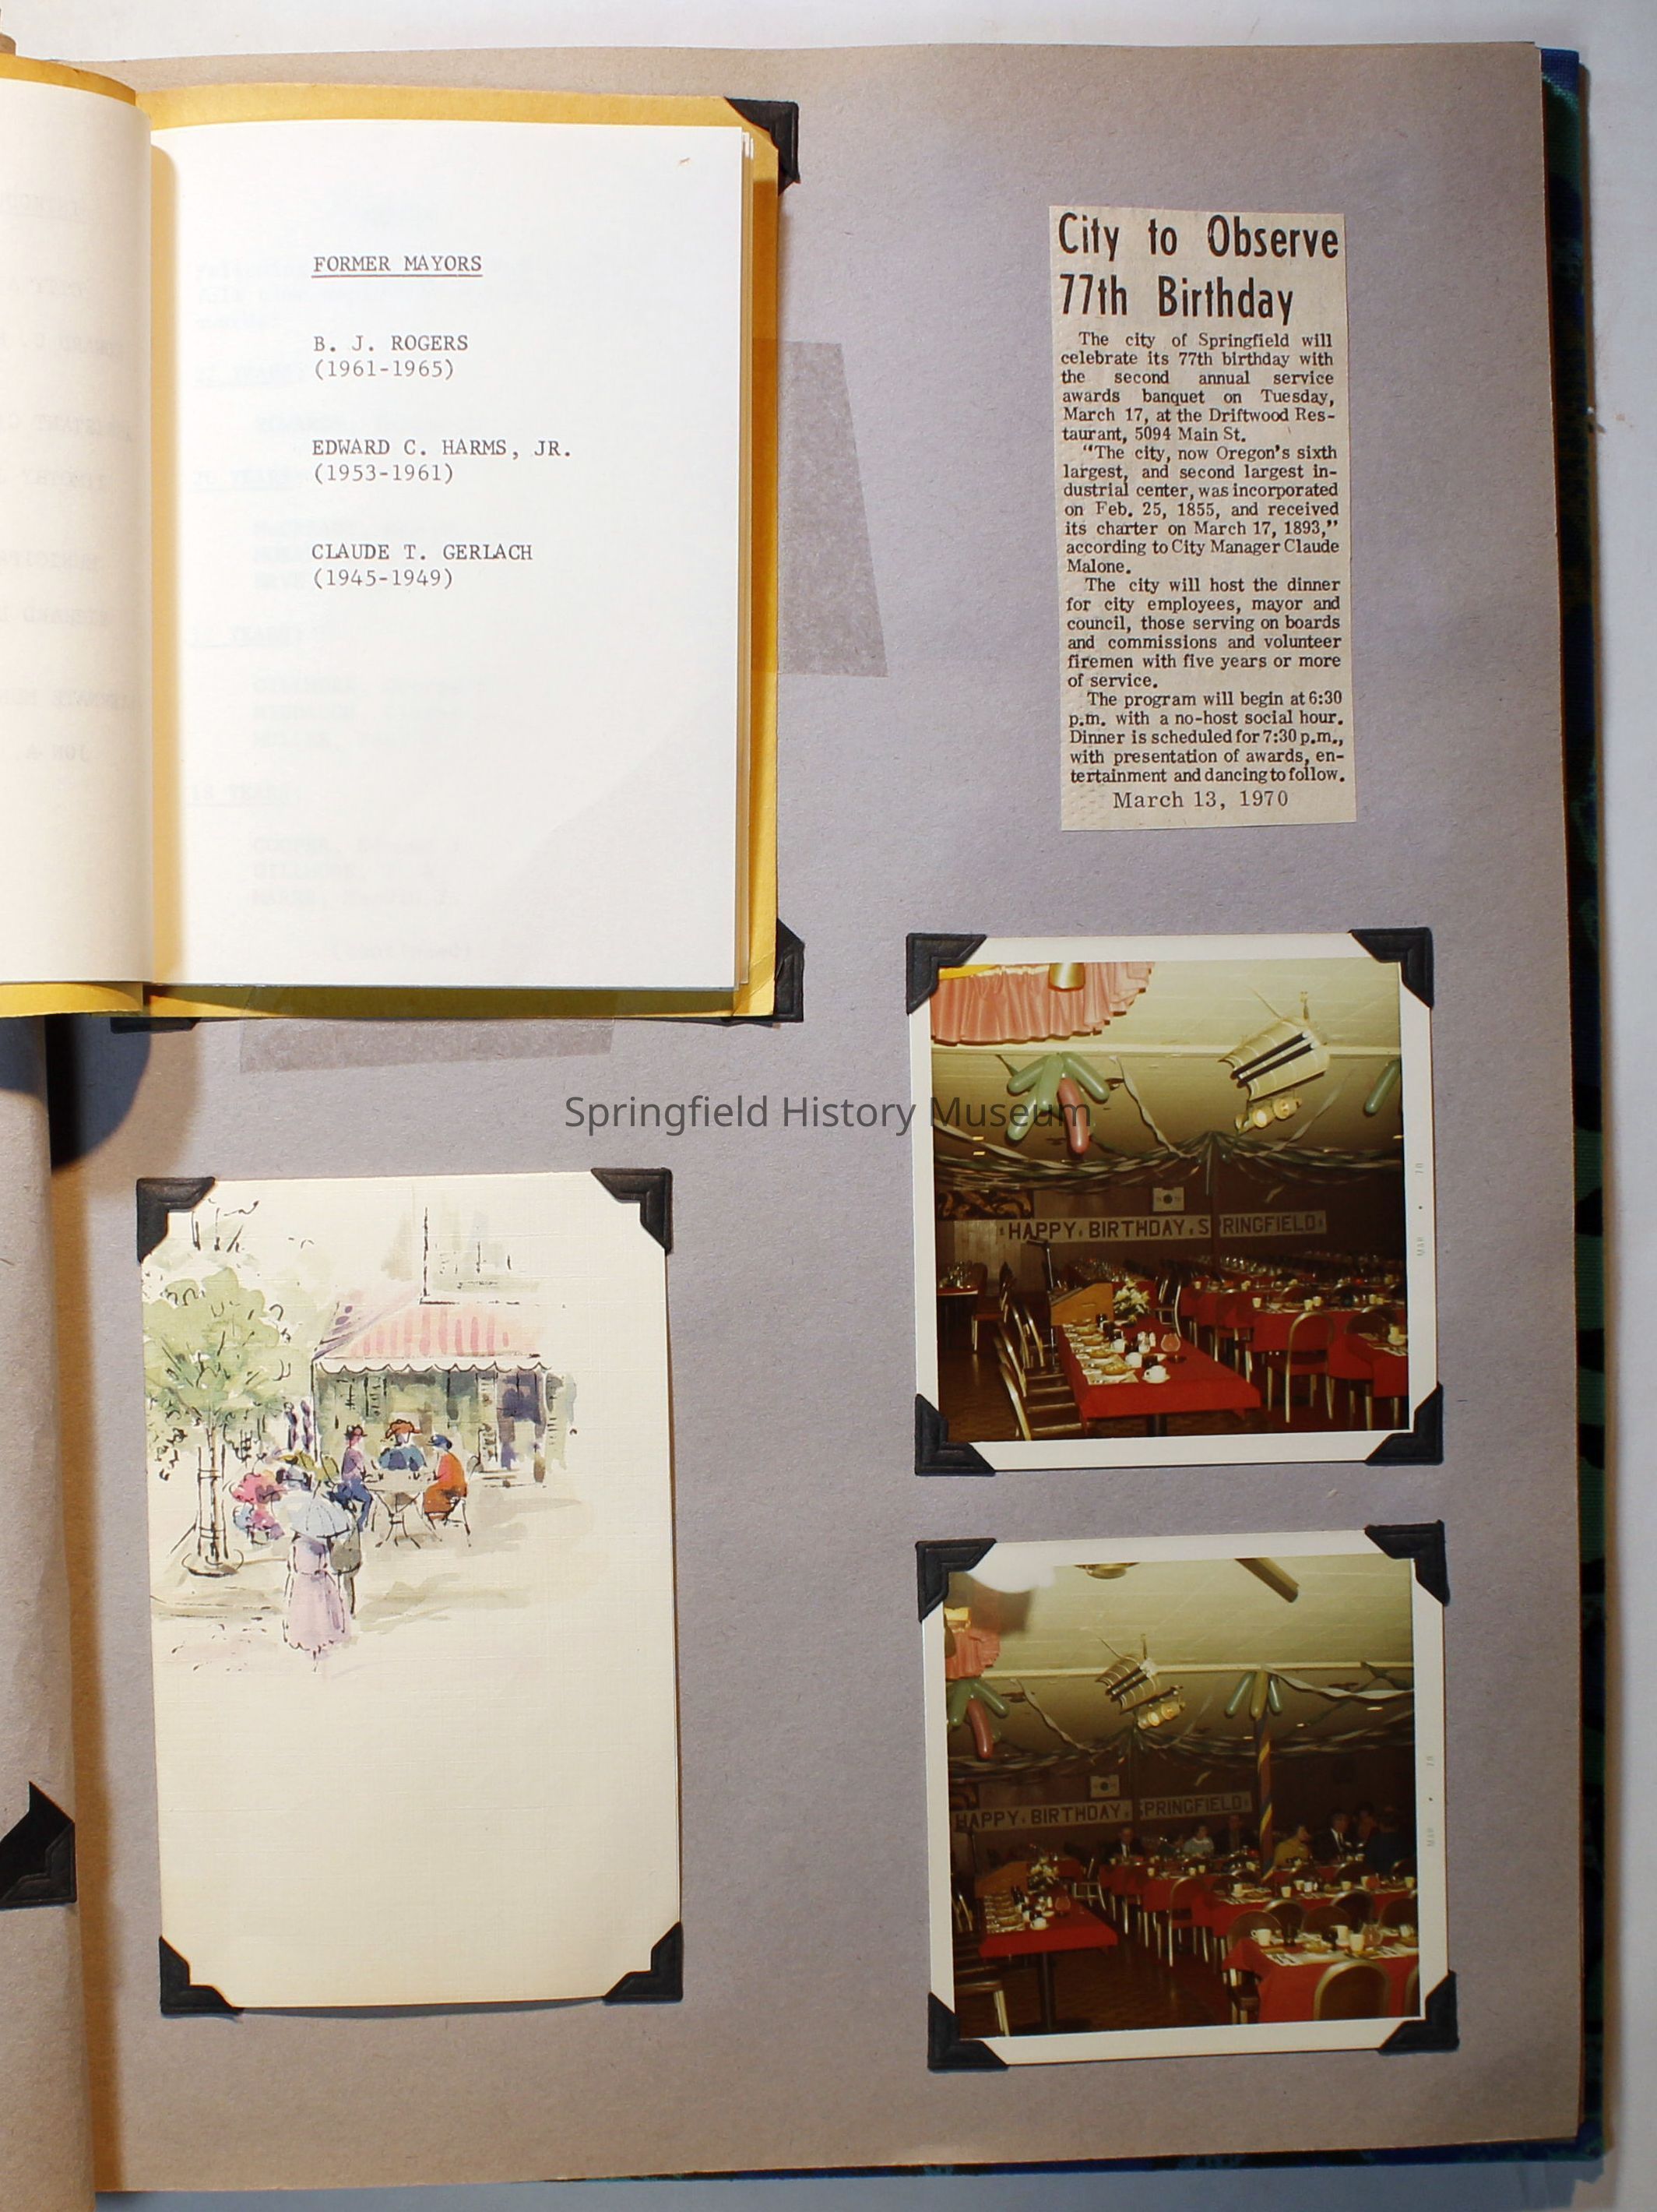 FORMER MAYORS
B. J. ROGERS
(1961-1965)
EDWARD C. HARMS, JR.
(1953-1961)
CLAUDE T. GERLACH
(1945-1949)
City to Observe
77th Birthday
The city of Springfield will
celebrate its 77th birthday with
the second annual service
awards banquet on Tuesday,
March 17, at the Driftwood Res-
taurant, 5094 Main St.
"The city, now Oregon's sixth
largest, and second largest in-
dustrial center, was incorporated
on Feb. 25, 1855, and received
its charter on March 17, 1893,"
according to City Manager Claude
Malone.
The city will host the dinner
for city employees, mayor and
council, those serving on boards
and commissions and volunteer
firemen with five years or more
of service.
The program will begin at 6:30
p.m. with a no-host social hour.
Dinner is scheduled for 7:30 p.m.,
with presentation of awards, en-
tertainment and dancing to follow.
March 13, 1970
Springfield History Museum
HAPPY BIRTHDAY SPRINGFIELD
MAR • 70
HAPPY BIRTHDAY SPRINGFIELD
MAR • 70